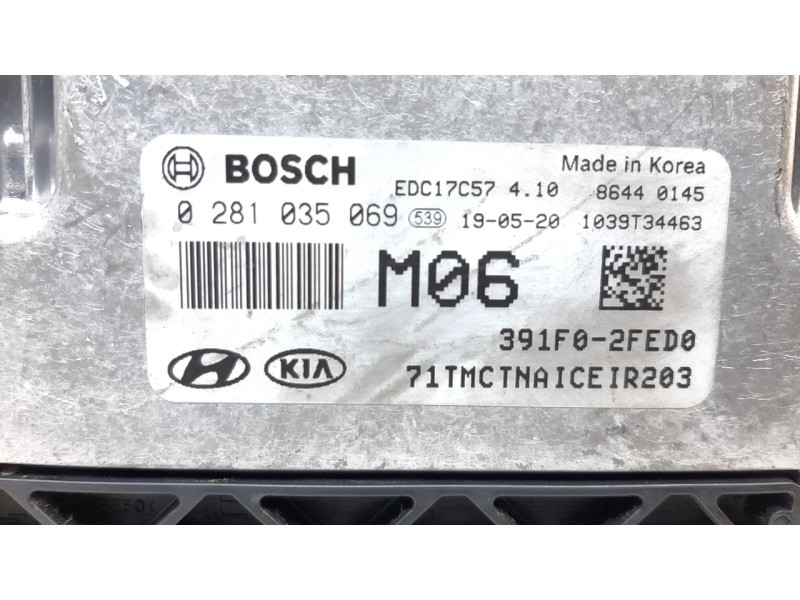 BOSCH
Made in Korea
EDC17C57 4.10
8644 0145
0 281 035 069 539 19-05-20 1039T34463
M06
391F0-2FED0
KIA
71TMCTNAICEIR203